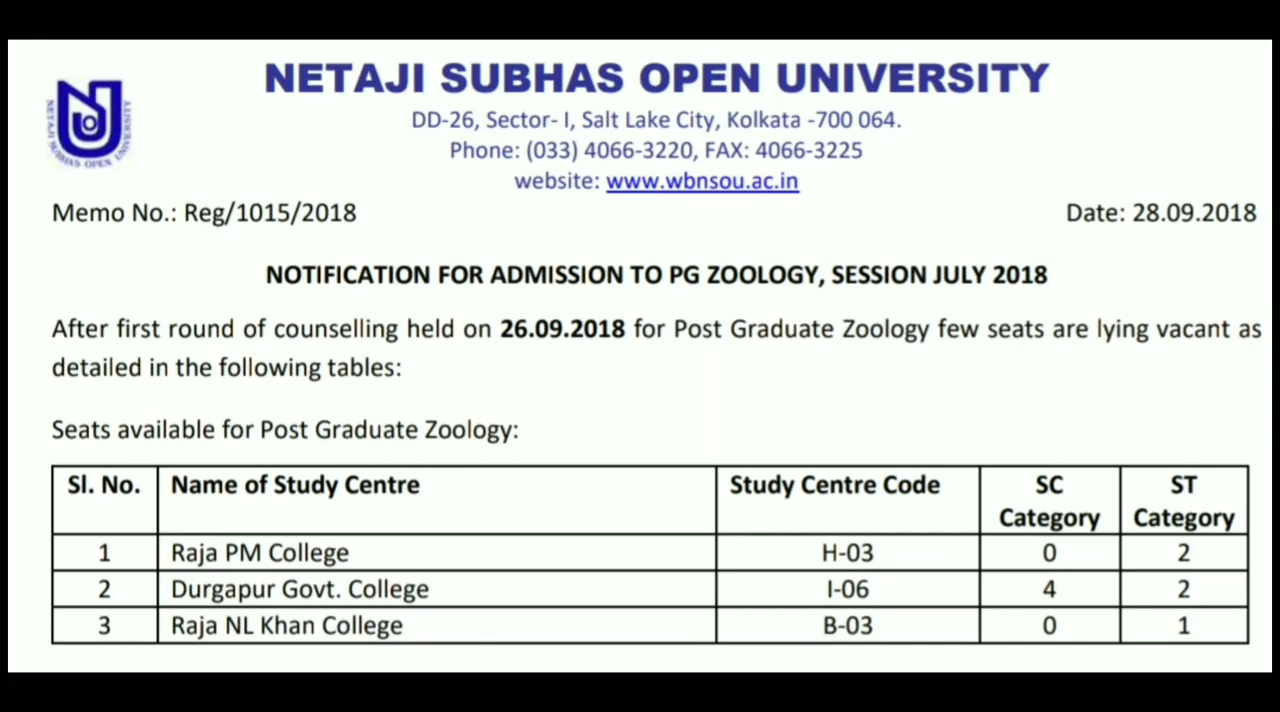 NETAJI SUBHAS OPEN UNIVERSITY
DD-26, Sector- I, Salt Lake City, Kolkata -700 064.
Phone: (033) 4066-3220, FAX: 4066-3225
website: www.wbnsou.ac.in
NETAJI SUBHAS OPEN UNIVERSITY
Memo No.: Reg/1015/2018 Date: 28.09.2018
NOTIFICATION FOR ADMISSION TO PG ZOOLOGY, SESSION JULY 2018
After first round of counselling held on 26.09.2018 for Post Graduate Zoology few seats are lying vacant as
detailed in the following tables:
Seats available for Post Graduate Zoology:
Sl. No. Name of Study Centre Study Centre Code SC Category ST Category
1 Raja PM College H-03 0 2
2 Durgapur Govt. College I-06 4 2
3 Raja NL Khan College B-03 0 1